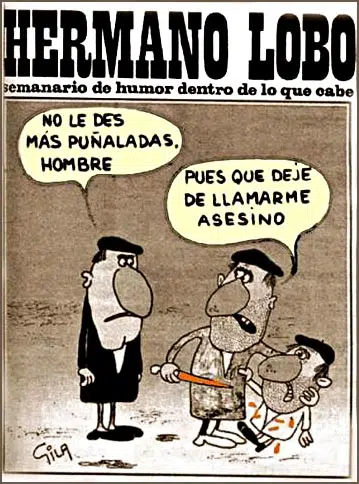 HERMANO LOBO
semanario de humor dentro de lo que cabe
NO LE DES
MÁS PUÑALADAS,
HOMBRE
PUES QUE DEJE
DE LLAMARME
ASESINO
GILA